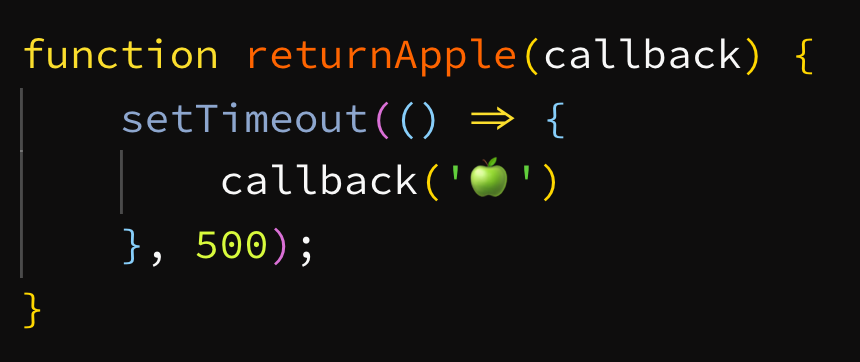 function returnApple(callback) {
    setTimeout(() => {
        callback('🍏')
    }, 500);
}